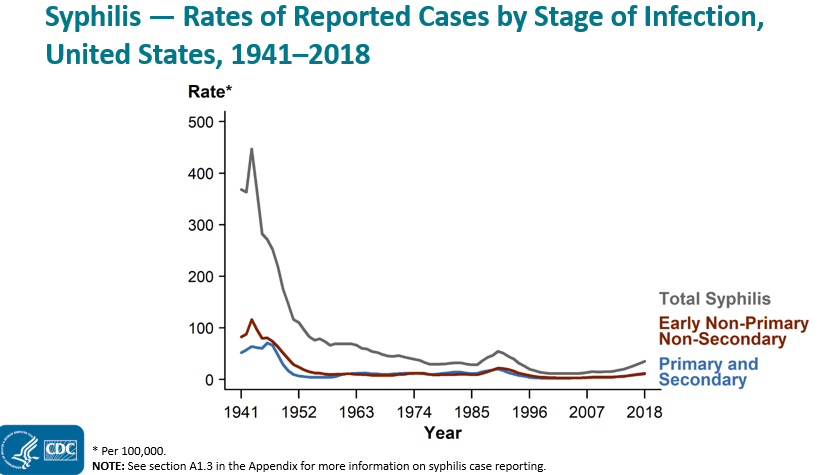 Syphilis — Rates of Reported Cases by Stage of Infection,
United States, 1941–2018
Rate*
500
400
300
200
100
0
1941 1952 1963 1974 1985 1996 2007 2018
Year
Total Syphilis
Early Non-Primary
Non-Secondary
Primary and
Secondary
CDC
* Per 100,000.
NOTE: See section A1.3 in the Appendix for more information on syphilis case reporting.